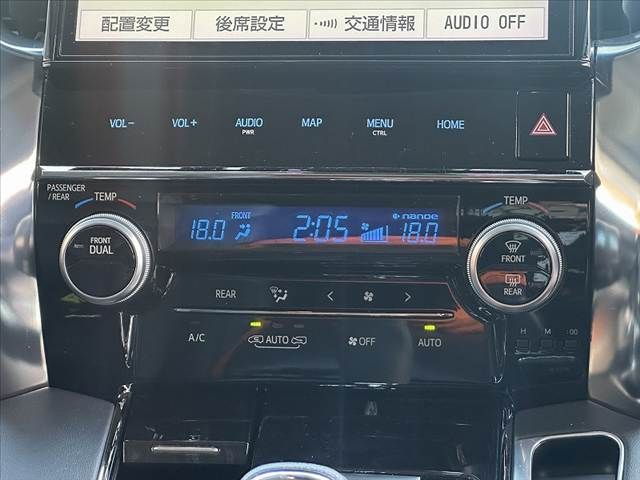 配置変更 後席設定 交通情報 AUDIO OFF
VOL- VOL+ AUDIO PWR MAP MENU CTRL HOME
PASSENGER /REAR TEMP
FRONT DUAL
18.0 FRONT 2:05 nanoe 18.0
TEMP
FRONT
REAR
REAR
A/C AUTO OFF AUTO
H M :00